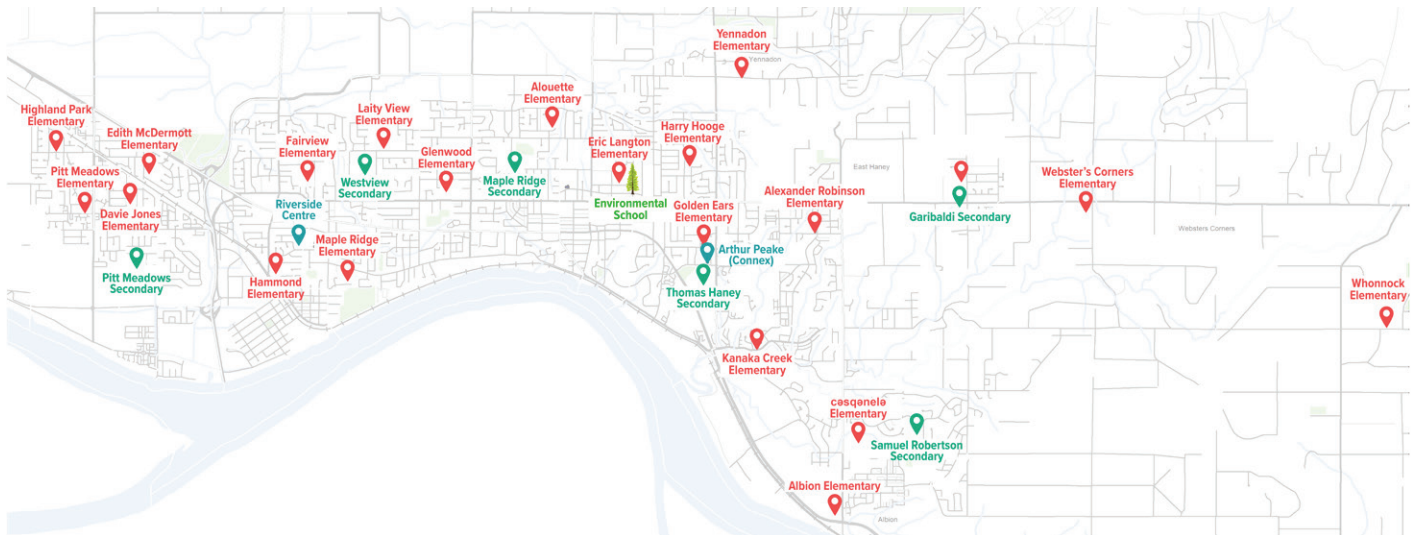 Yennadon
Elementary
Yennadon
Alouette
Elementary
Highland Park
Elementary
Laity View
Elementary
Edith McDermott
Elementary
Harry Hooge
Elementary
Fairview
Elementary
Glenwood
Elementary
Eric Langton
Elementary
East Haney
Pitt Meadows
Elementary
Westview
Secondary
Maple Ridge
Secondary
Webster's Corners
Elementary
Alexander Robinson
Elementary
Environmental
School
Riverside
Centre
Golden Ears
Elementary
Davie Jones
Elementary
Garibaldi Secondary
Websters Corners
Maple Ridge
Elementary
Arthur Peake
(Connex)
Pitt Meadows
Secondary
Hammond
Elementary
Thomas Haney
Secondary
Whonnock
Elementary
Kanaka Creek
Elementary
c̓əsqənelə
Elementary
Samuel Robertson
Secondary
Albion Elementary
Albion